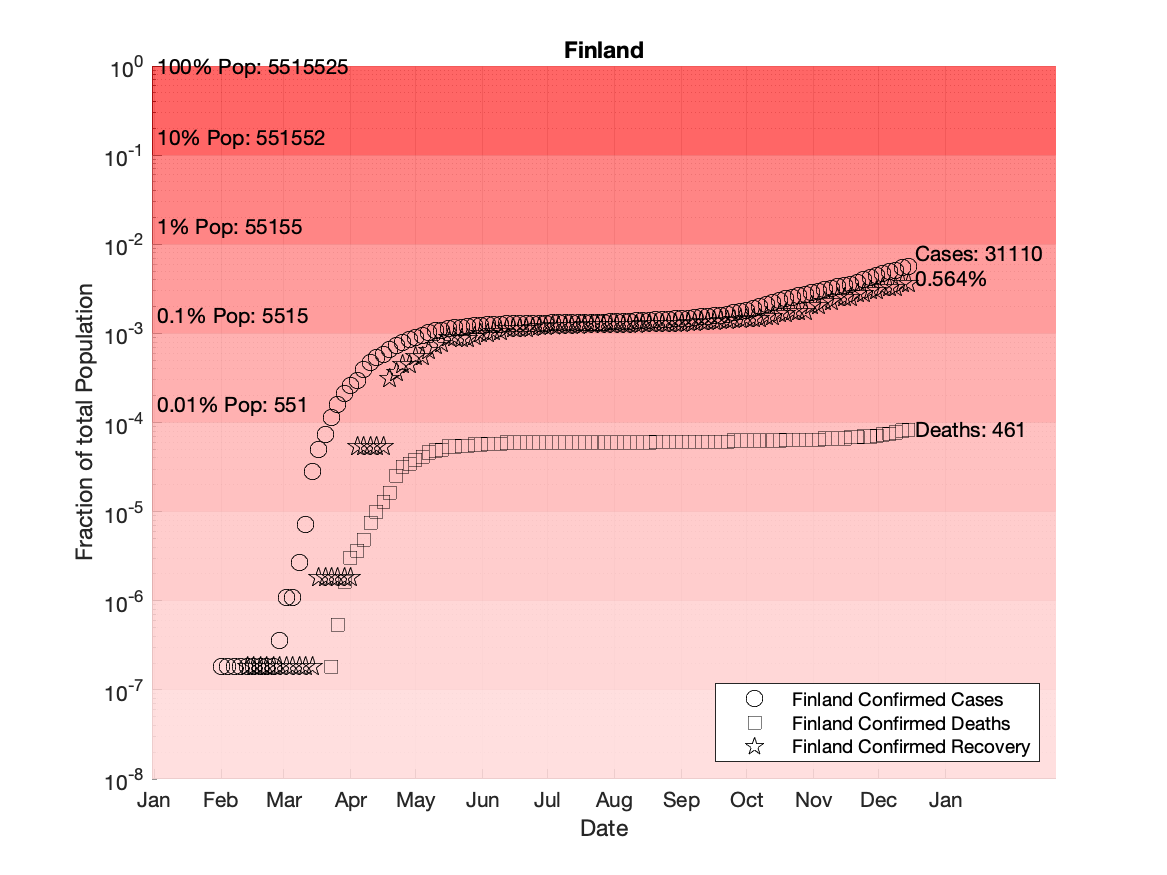 Finland
10^0
100% Pop: 5515525
10% Pop: 551552
10^-1
1% Pop: 55155
10^-2
Cases: 31110
0.564%
0.1% Pop: 5515
10^-3
0.01% Pop: 551
10^-4
Deaths: 461
10^-5
10^-6
10^-7
10^-8
Fraction of total Population
Finland Confirmed Cases
Finland Confirmed Deaths
Finland Confirmed Recovery
Jan Feb Mar Apr May Jun Jul Aug Sep Oct Nov Dec Jan
Date